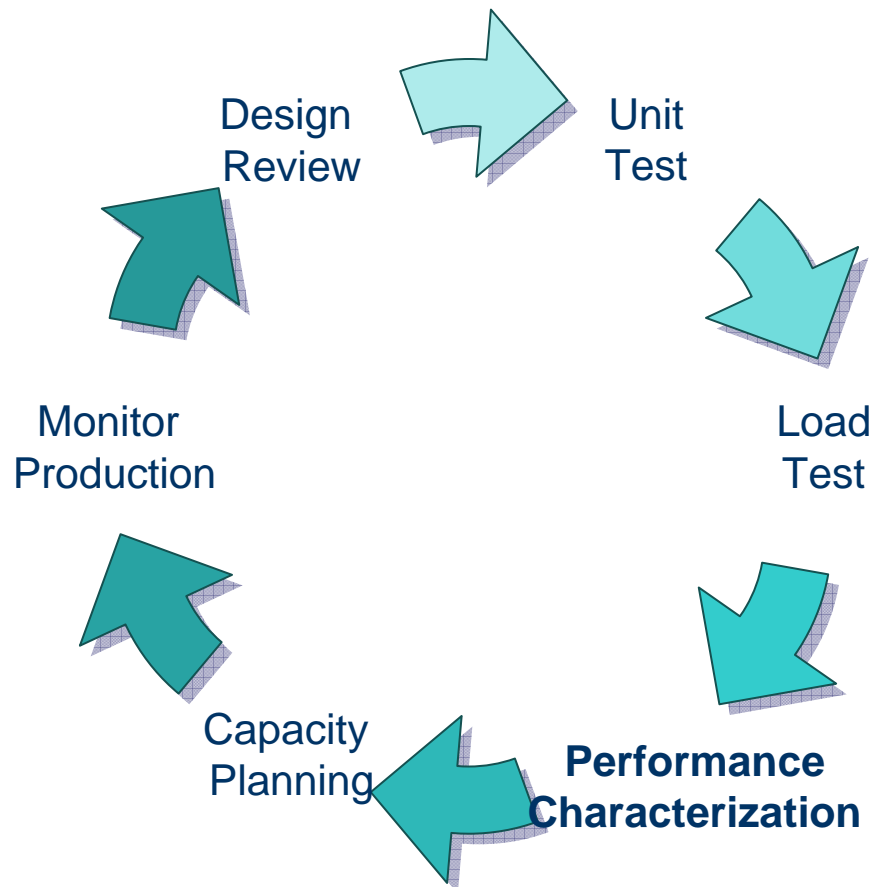 Design
Review
Unit
Test
Load
Test
Performance
Characterization
Capacity
Planning
Monitor
Production